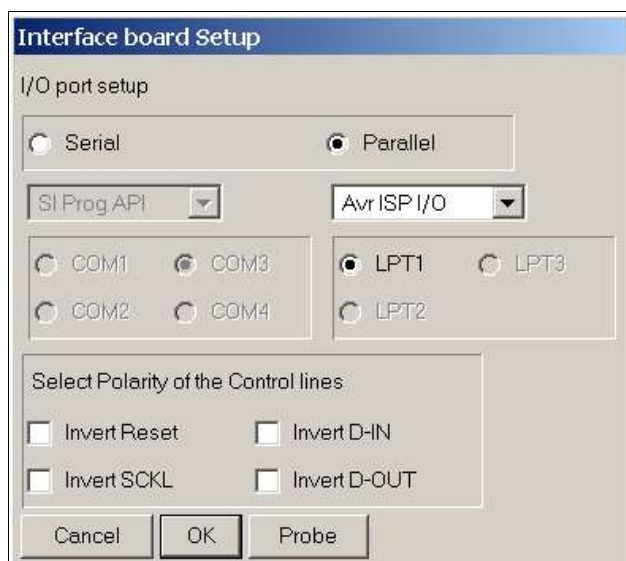 Interface board Setup
I/O port setup
Serial
Parallel
SI Prog API
Avr ISP I/O
COM1
COM3
LPT1
LPT3
COM2
COM4
LPT2
Select Polarity of the Control lines
Invert Reset
Invert D-IN
Invert SCKL
Invert D-OUT
Cancel
OK
Probe